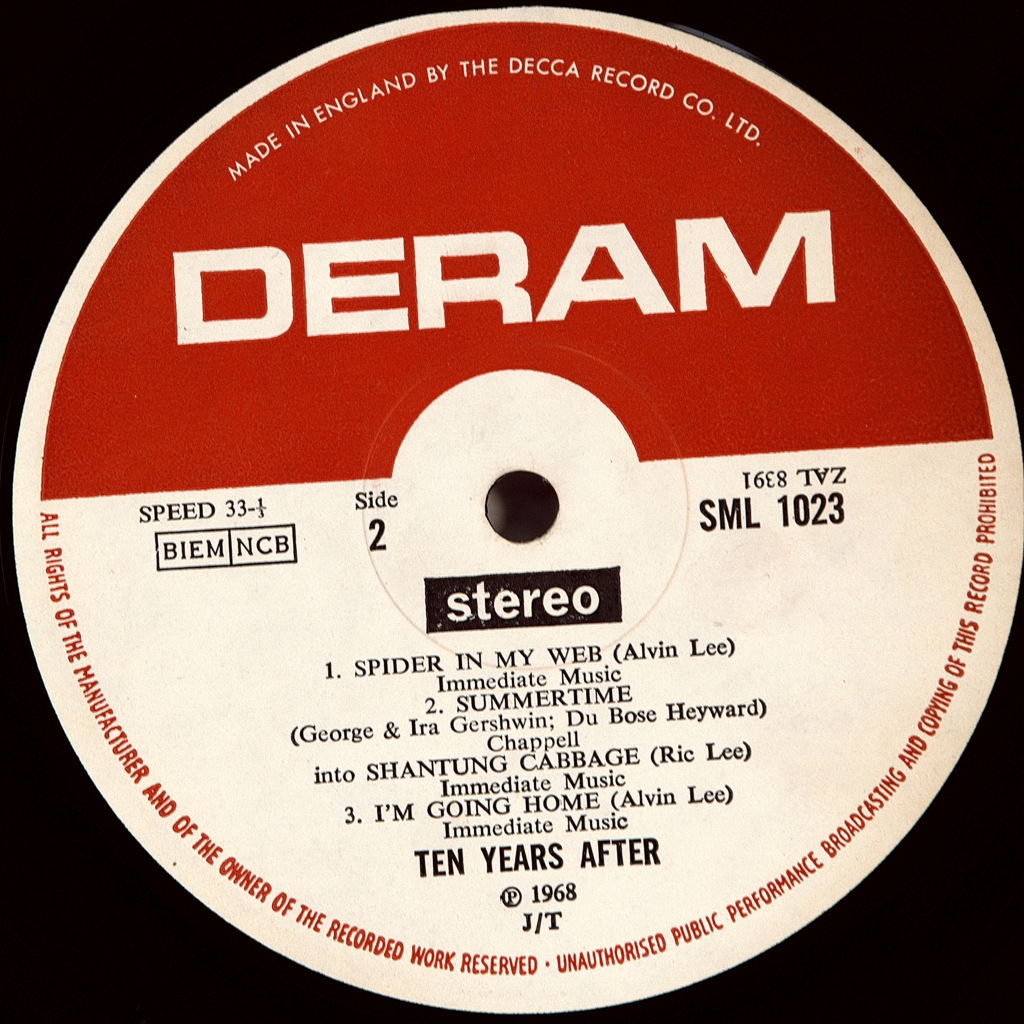 MADE IN ENGLAND BY THE DECCA RECORD CO. LTD.
DERAM
SPEED 33-⅓
BIEM NCB
Side
2
ZAL 8391
SML 1023
stereo
1. SPIDER IN MY WEB (Alvin Lee)
Immediate Music
2. SUMMERTIME
(George & Ira Gershwin; Du Bose Heyward)
Chappell
into SHANTUNG CABBAGE (Ric Lee)
Immediate Music
3. I'M GOING HOME (Alvin Lee)
Immediate Music
TEN YEARS AFTER
℗ 1968
J/T
ALL RIGHTS OF THE MANUFACTURER AND OF THE OWNER OF THE RECORDED WORK RESERVED · UNAUTHORISED PUBLIC PERFORMANCE BROADCASTING AND COPYING OF THIS RECORD PROHIBITED